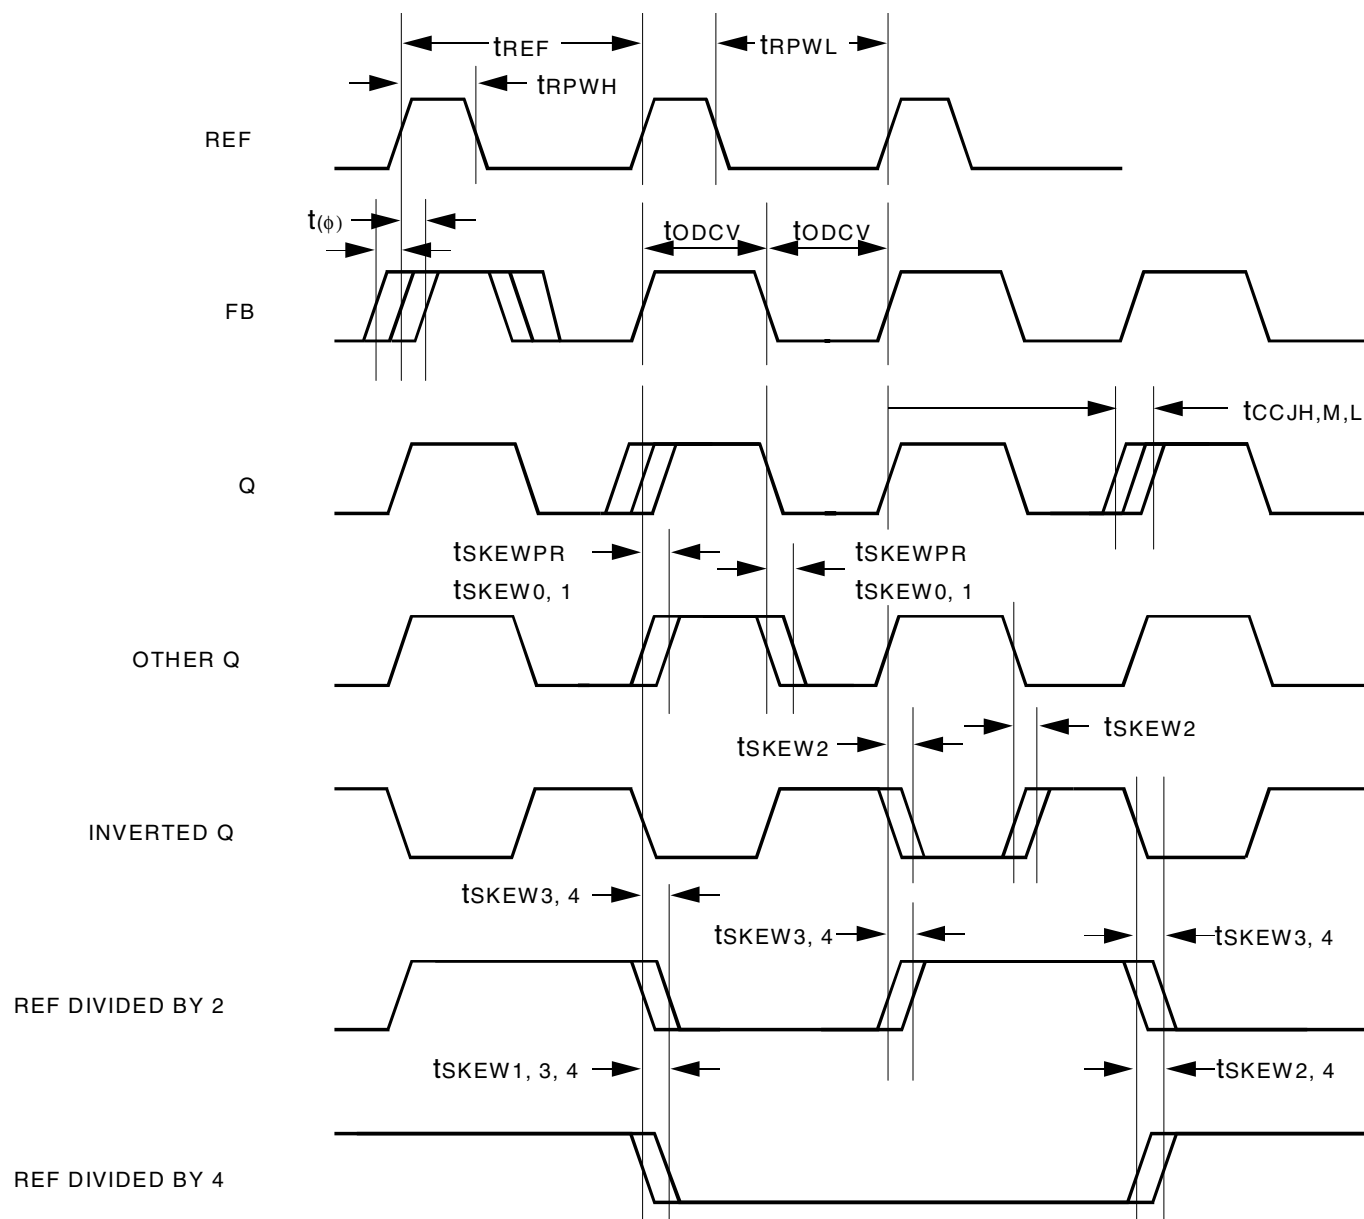 tREF
tRPWL
tRPWH
REF
t(ϕ)
tODCV
tODCV
FB
tCCJH,M,L
Q
tSKEWPR
tSKEW0, 1
tSKEWPR
tSKEW0, 1
OTHER Q
tSKEW2
tSKEW2
INVERTED Q
tSKEW3, 4
tSKEW3, 4
tSKEW3, 4
REF DIVIDED BY 2
tSKEW1, 3, 4
tSKEW2, 4
REF DIVIDED BY 4